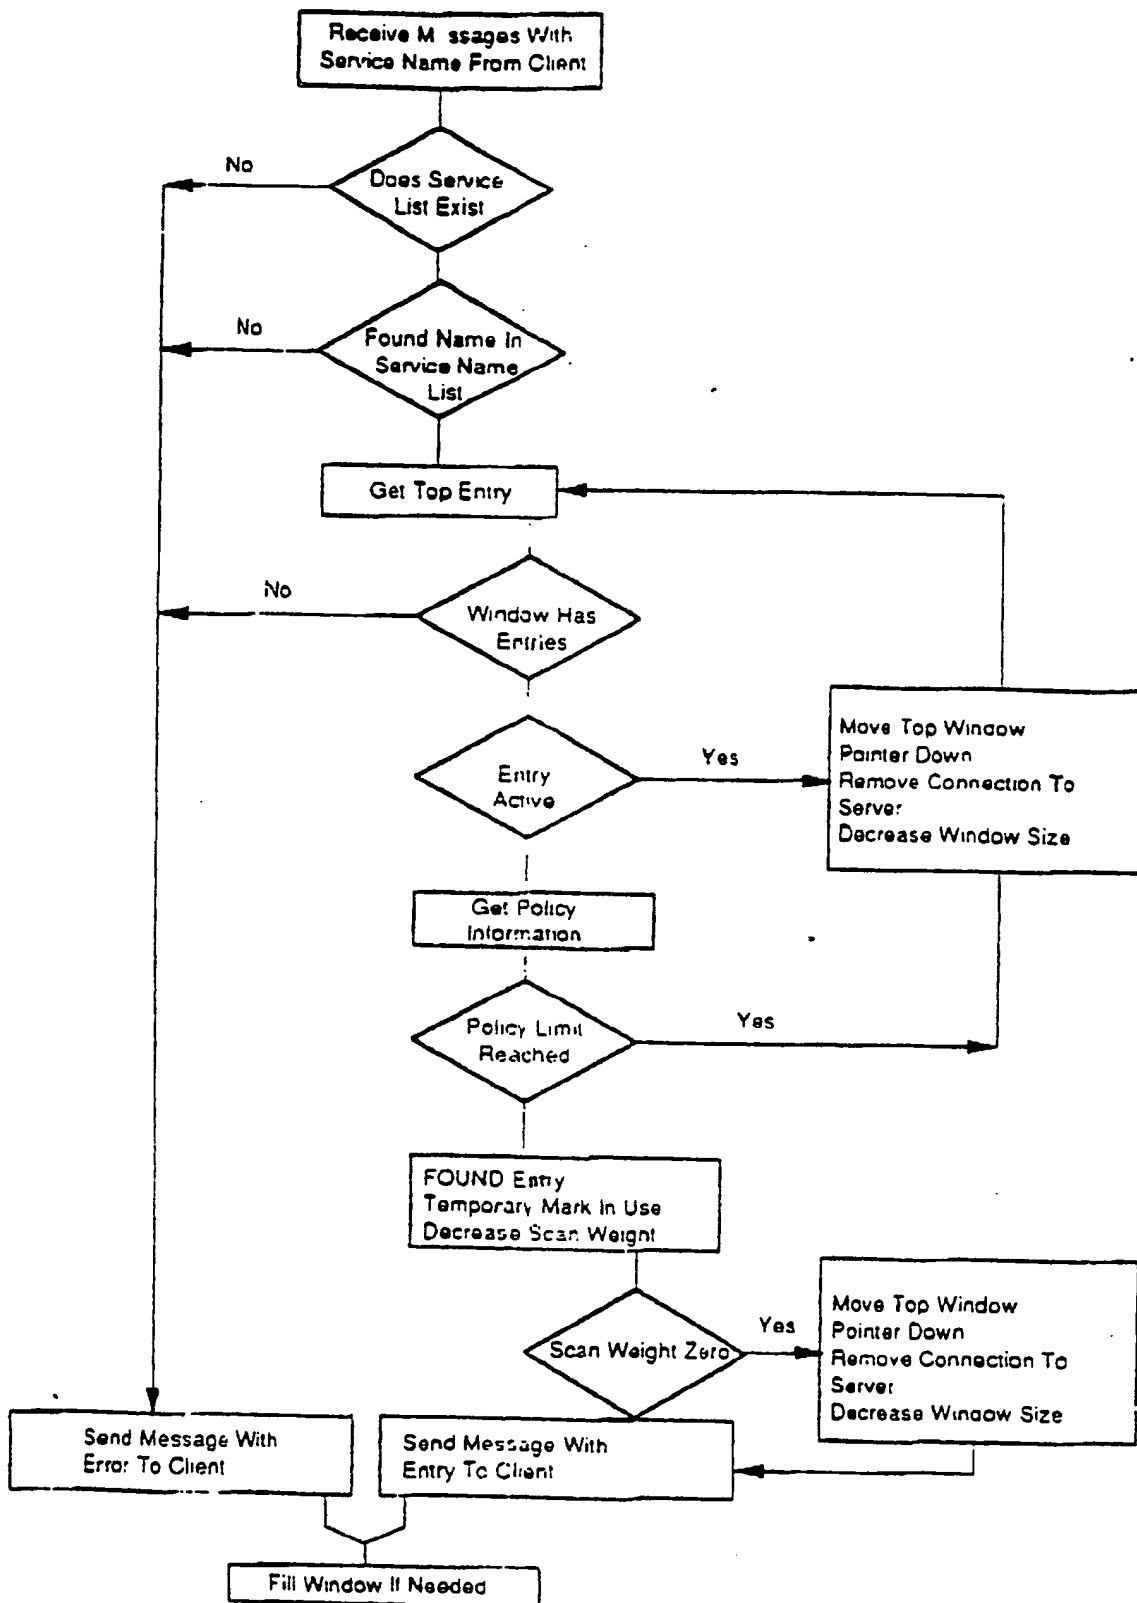 Receive M ssages With
Service Name From Client
No
Does Service
List Exist
No
Found Name In
Service Name
List
Get Top Entry
No
Window Has
Entries
Entry
Active
Yes
Move Top Window
Pointer Down
Remove Connection To
Server
Decrease Window Size
Get Policy
Information
Policy Limit
Reached
Yes
FOUND Entry
Temporary Mark In Use
Decrease Scan Weight
Scan Weight Zero
Yes
Move Top Window
Pointer Down
Remove Connection To
Server
Decrease Window Size
Send Message With
Error To Client
Send Message With
Entry To Client
Fill Window If Needed